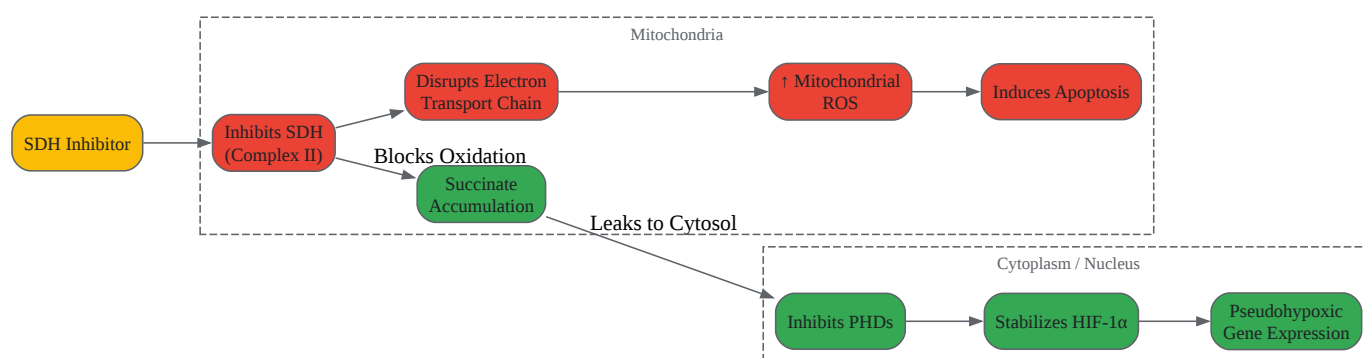 Mitochondria
Disrupts Electron
Transport Chain
↑ Mitochondrial
ROS
Induces Apoptosis
SDH Inhibitor
Inhibits SDH
(Complex II)
Blocks Oxidation
Succinate
Accumulation
Leaks to Cytosol
Cytoplasm / Nucleus
Inhibits PHDs
Stabilizes HIF-1α
Pseudohypoxic
Gene Expression